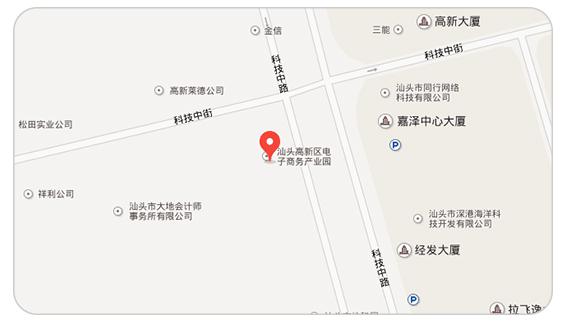 高新大厦
金信
三能
科技中街
科技中路
高新莱德公司
汕头市同行网络
科技有限公司
科技中街
松田实业公司
嘉泽中心大厦
P
汕头高新区电
子商务产业园
祥利公司
汕头市大地会计师
事务所有限公司
汕头市深港海洋科
技开发有限公司
经发大厦
科技中路
P
拉飞逸